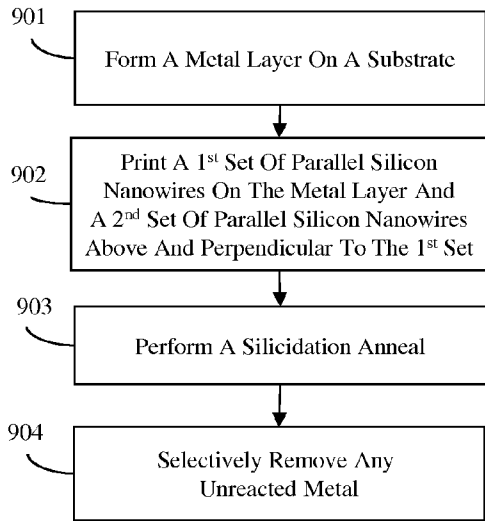 901
Form A Metal Layer On A Substrate
902
Print A 1st Set Of Parallel Silicon
Nanowires On The Metal Layer And
A 2nd Set Of Parallel Silicon Nanowires
Above And Perpendicular To The 1st Set
903
Perform A Silicidation Anneal
904
Selectively Remove Any
Unreacted Metal